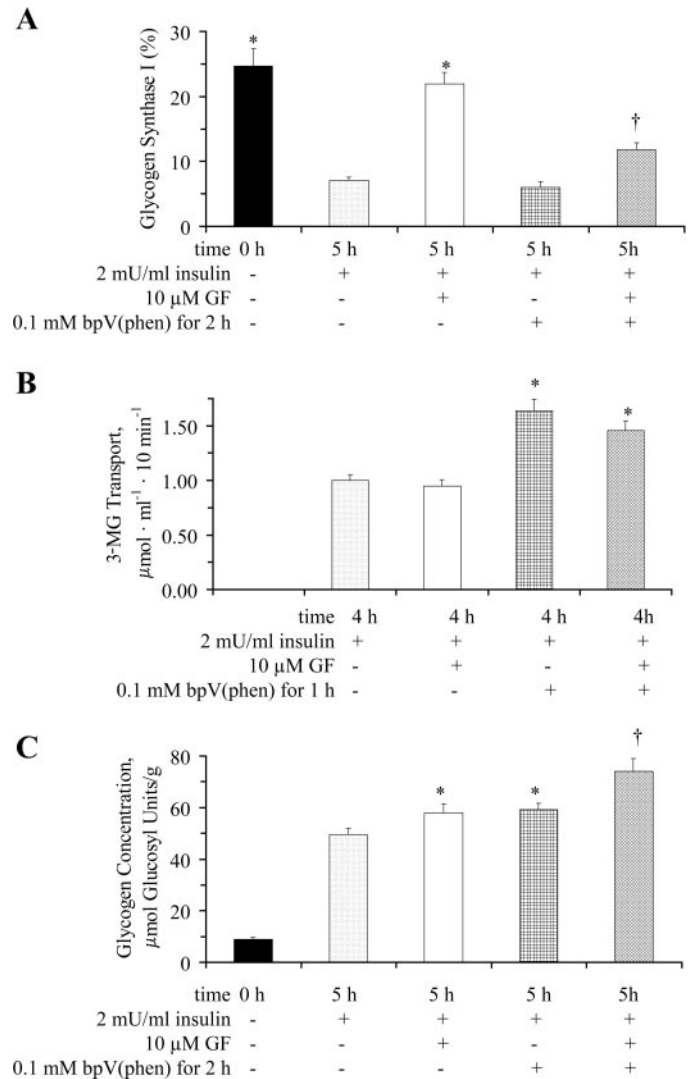 A
Glycogen Synthase I (%)
30
*
*
20
†
10
0
time 0 h 5 h 5 h 5 h 5h
2 mU/ml insulin - + + + +
10 µM GF - - + - +
0.1 mM bpV(phen) for 2 h - - - + +
B
3-MG Transport,
µmol · ml⁻¹ · 10 min⁻¹
*
*
1.50
1.00
0.50
0.00
time 4 h 4 h 4 h 4h
2 mU/ml insulin + + + +
10 µM GF - + - +
0.1 mM bpV(phen) for 1 h - - + +
C
Glycogen Concentration,
µmol Glucosyl Units/g
†
80
* *
60
40
20
0
time 0 h 5 h 5 h 5 h 5h
2 mU/ml insulin - + + + +
10 µM GF - - + - +
0.1 mM bpV(phen) for 2 h - - - + +